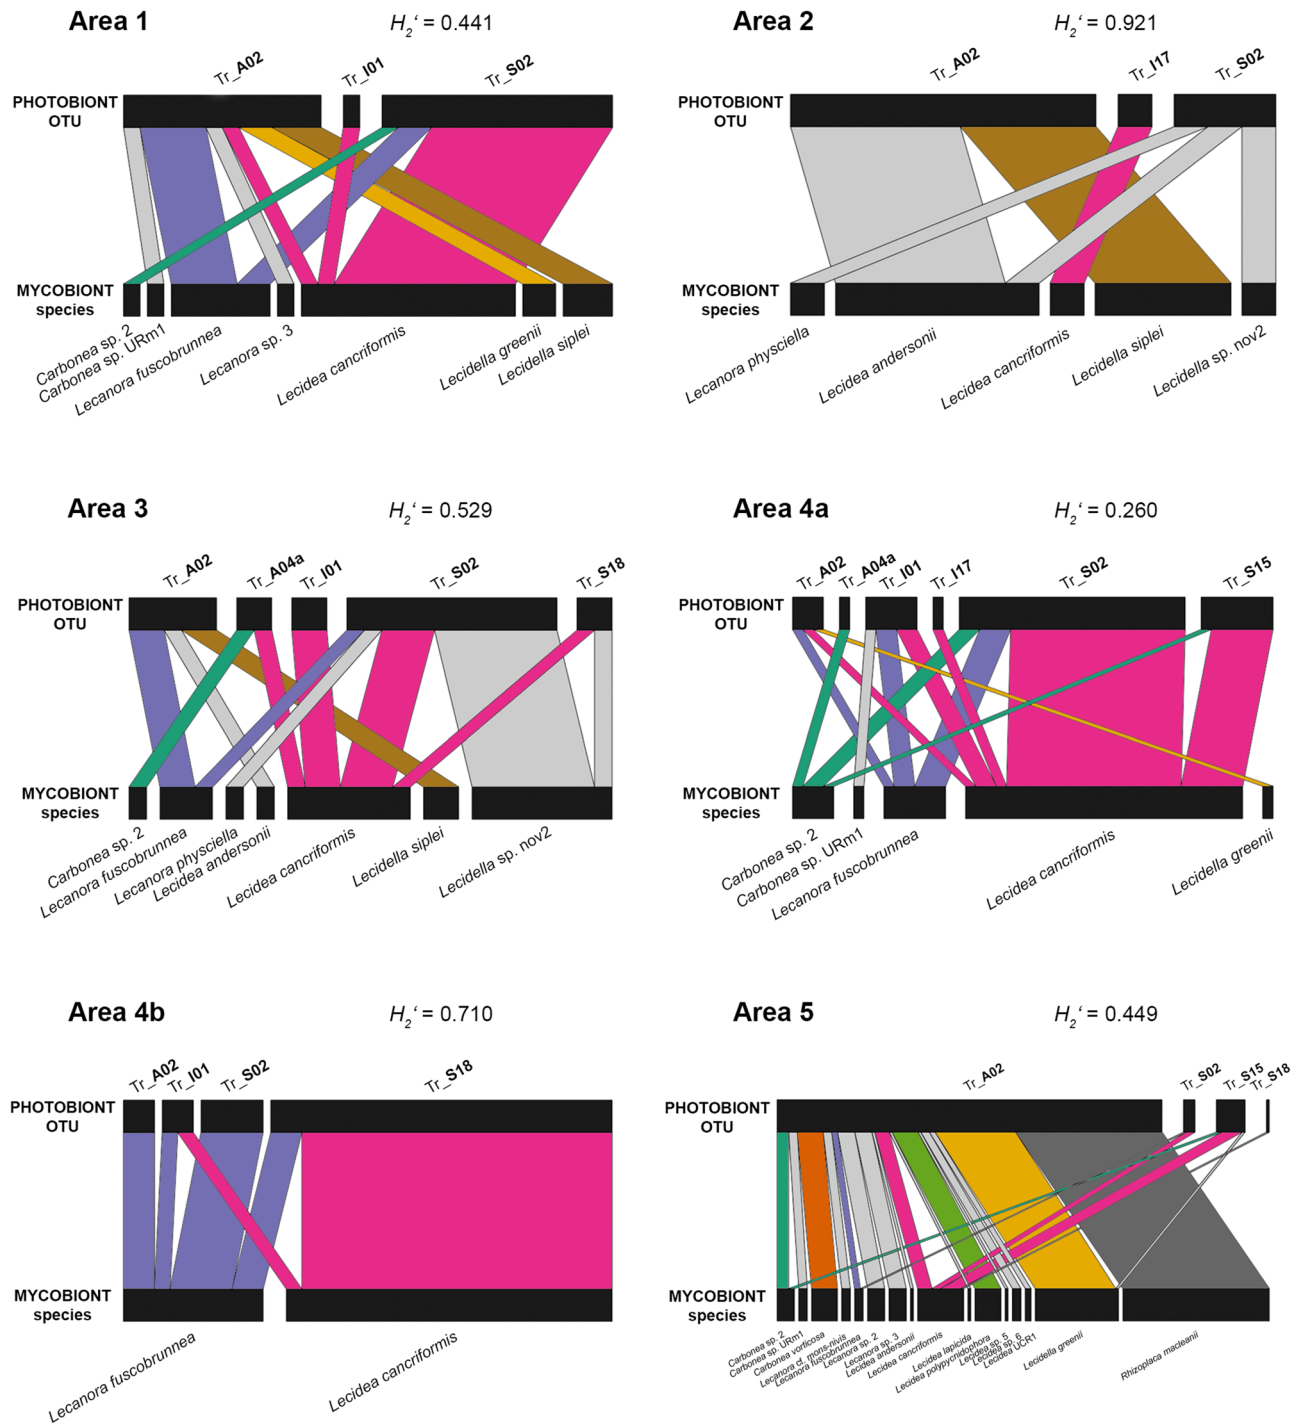 Area 1
H2' = 0.441
Tr_A02
Tr_I01
Tr_S02
PHOTOBIONT
OTU
MYCOBIONT
species
Carbonea sp. 2
Carbonea sp. URm1
Lecanora fuscobrunnea
Lecanora sp. 3
Lecidea cancriformis
Lecidella greenii
Lecidella siplei
Area 2
H2' = 0.921
Tr_A02
Tr_I17
Tr_S02
PHOTOBIONT
OTU
MYCOBIONT
species
Lecanora physciella
Lecidea andersonii
Lecidea cancriformis
Lecidella siplei
Lecidella sp. nov2
Area 3
H2' = 0.529
Tr_A02
Tr_A04a
Tr_I01
Tr_S02
Tr_S18
PHOTOBIONT
OTU
MYCOBIONT
species
Carbonea sp. 2
Lecanora fuscobrunnea
Lecanora physciella
Lecidea andersonii
Lecidea cancriformis
Lecidella siplei
Lecidella sp. nov2
Area 4a
H2' = 0.260
Tr_A02
Tr_A04a
Tr_I01
Tr_I17
Tr_S02
Tr_S15
PHOTOBIONT
OTU
MYCOBIONT
species
Carbonea sp. 2
Carbonea sp. URm1
Lecanora fuscobrunnea
Lecidea cancriformis
Lecidella greenii
Area 4b
H2' = 0.710
Tr_A02
Tr_I01
Tr_S02
Tr_S18
PHOTOBIONT
OTU
MYCOBIONT
species
Lecanora fuscobrunnea
Lecidea cancriformis
Area 5
H2' = 0.449
Tr_A02
Tr_S02
Tr_S15
Tr_S18
PHOTOBIONT
OTU
MYCOBIONT
species
Carbonea sp. 2
Carbonea sp. URm1
Carbonea vorticosa
Lecanora cf. mons-nivis
Lecanora fuscobrunnea
Lecanora sp. 2
Lecanora sp. 3
Lecidea andersonii
Lecidea cancriformis
Lecidea lapicida
Lecidea polypycnidophora
Lecidea sp. 5
Lecidea sp. 6
Lecidea UCR1
Lecidella greenii
Rhizoplaca macleanii